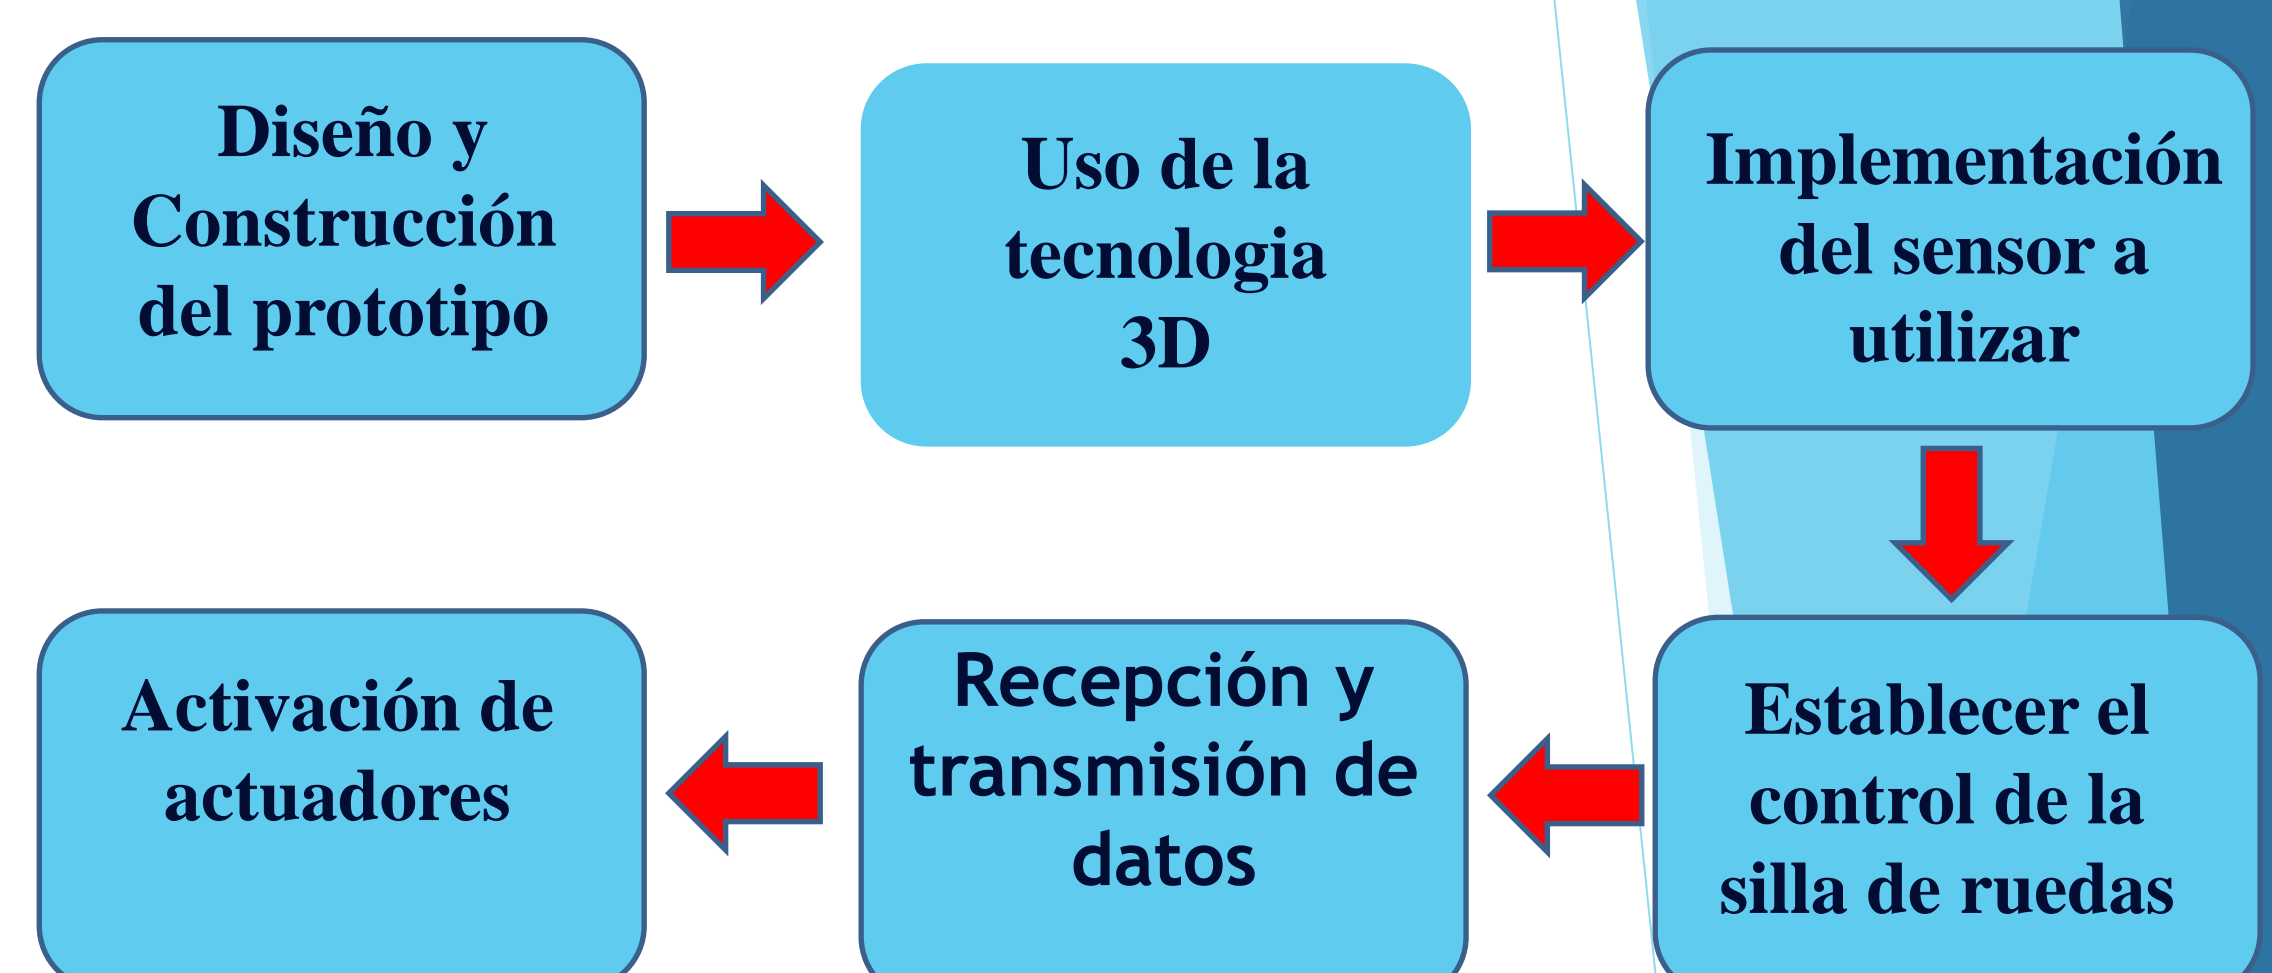 Diseño y
Construcción
del prototipo
Uso de la
tecnologia
3D
Implementación
del sensor a
utilizar
Establecer el
control de la
silla de ruedas
Recepción y
transmisión de
datos
Activación de
actuadores